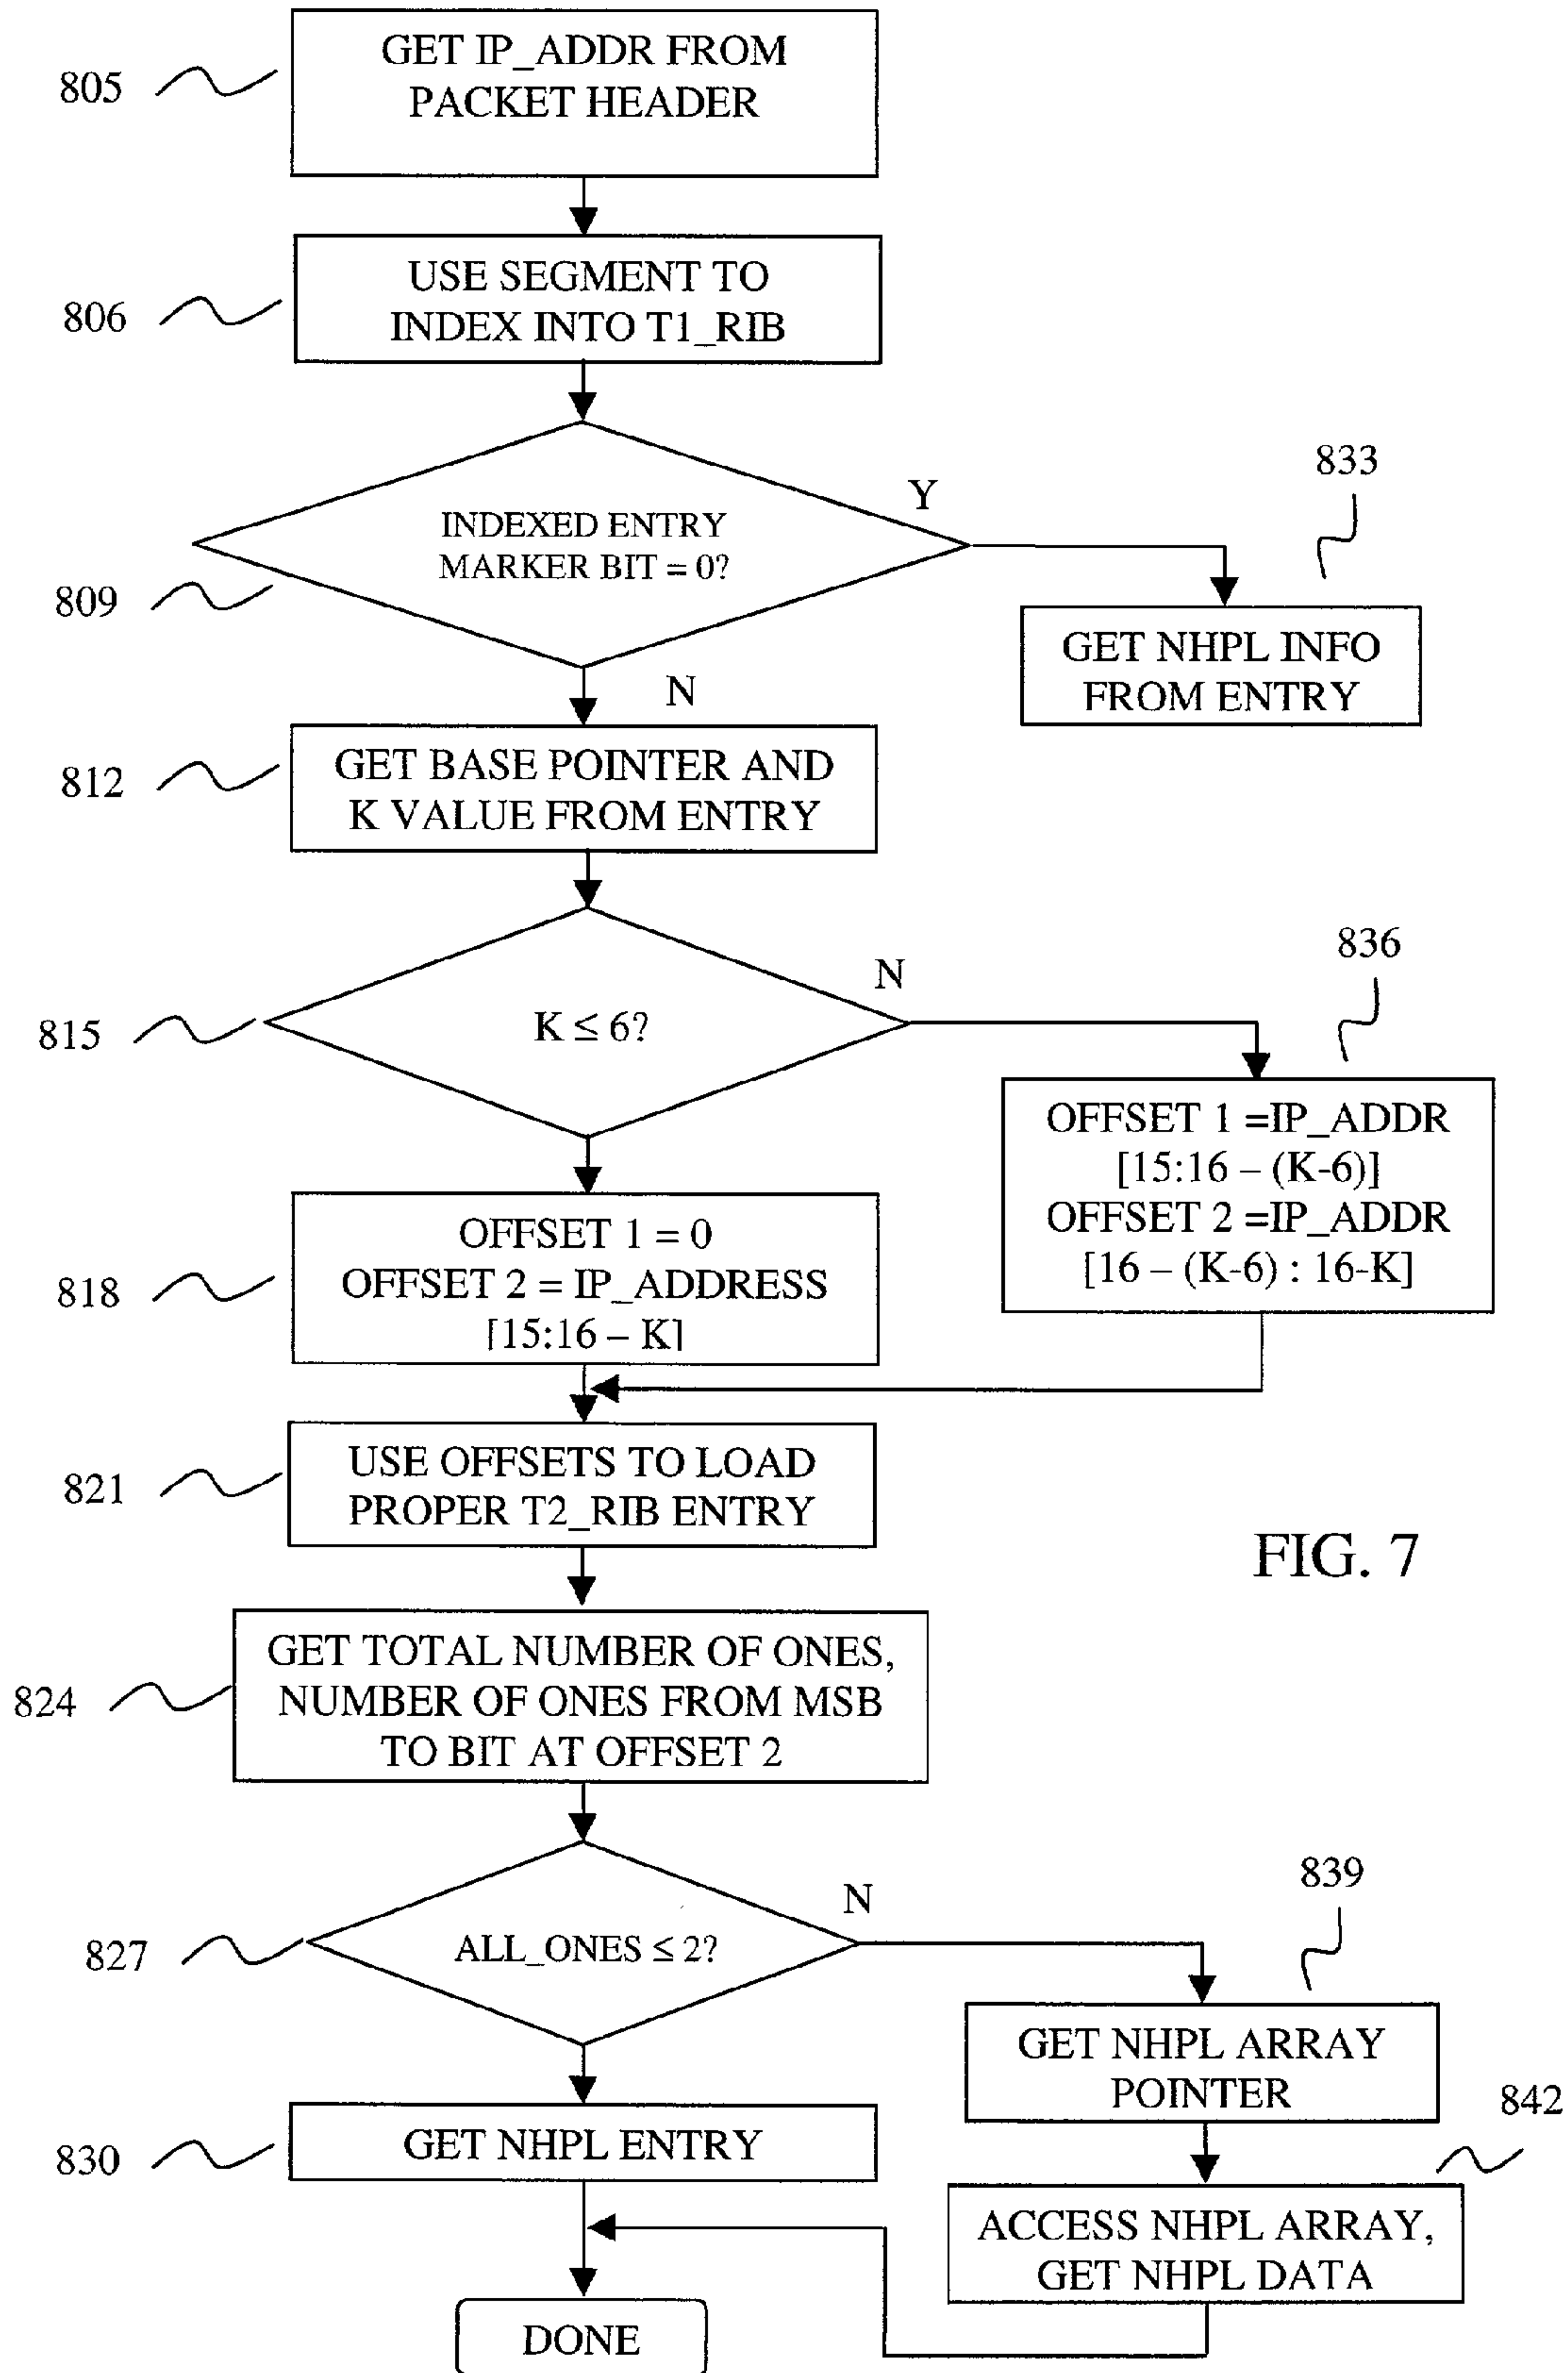 805
GET IP_ADDR FROM
PACKET HEADER
806
USE SEGMENT TO
INDEX INTO T1_RIB
809
INDEXED ENTRY
MARKER BIT = 0?
Y
833
GET NHPL INFO
FROM ENTRY
N
812
GET BASE POINTER AND
K VALUE FROM ENTRY
815
K ≤ 6?
N
836
OFFSET 1 =IP_ADDR
[15:16 – (K-6)]
OFFSET 2 =IP_ADDR
[16 – (K-6) : 16-K]
818
OFFSET 1 = 0
OFFSET 2 = IP_ADDRESS
[15:16 – K]
821
USE OFFSETS TO LOAD
PROPER T2_RIB ENTRY
FIG. 7
824
GET TOTAL NUMBER OF ONES,
NUMBER OF ONES FROM MSB
TO BIT AT OFFSET 2
827
ALL_ONES ≤ 2?
N
839
GET NHPL ARRAY
POINTER
830
GET NHPL ENTRY
842
ACCESS NHPL ARRAY,
GET NHPL DATA
DONE